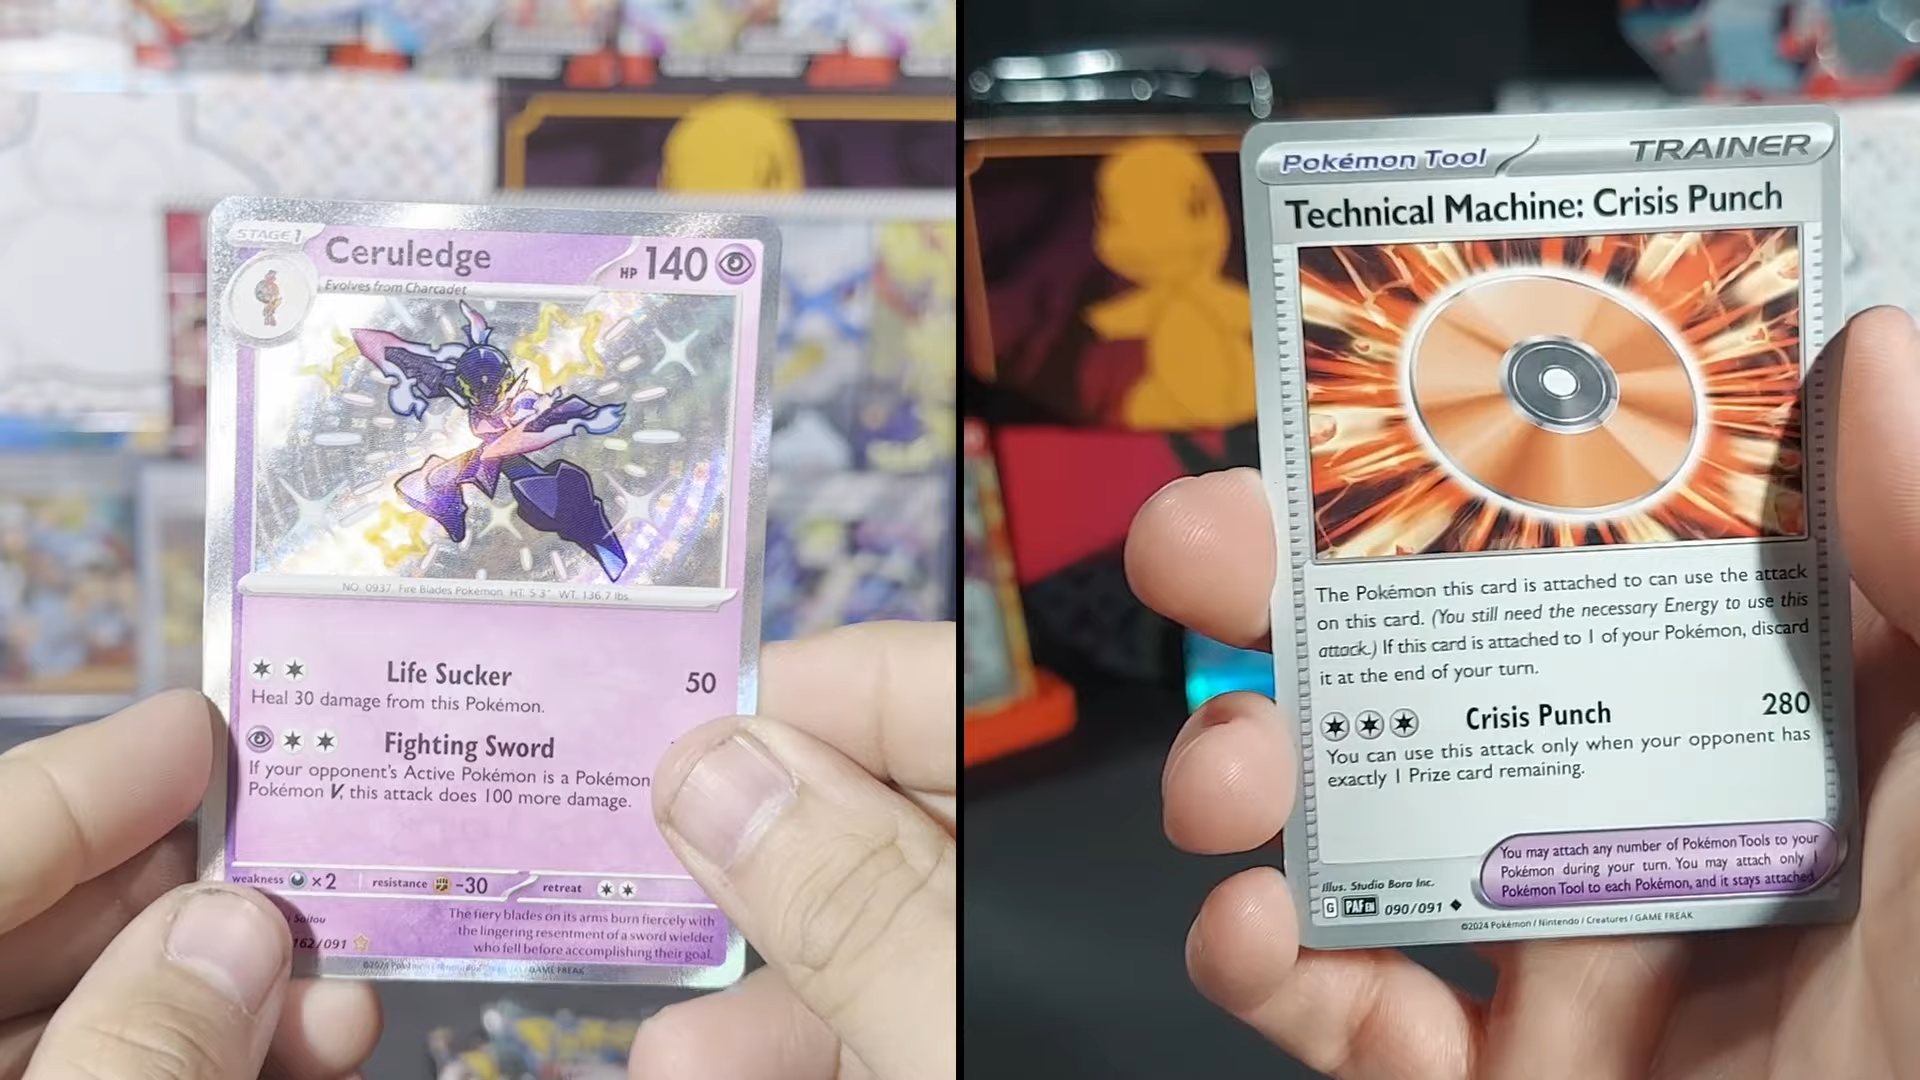 STAGE 1
Ceruledge
HP 140
Evolves from Charcadet
NO. 0937 Fire Blades Pokémon HT. 5'3" WT. 136.7 lbs.
Life Sucker 50
Heal 30 damage from this Pokémon.
Fighting Sword
If your opponent's Active Pokémon is a Pokémon
Pokémon V, this attack does 100 more damage.
weakness ×2 resistance -30 retreat
Saitou
The fiery blades on its arms burn fiercely with
the lingering resentment of a sword wielder
who fell before accomplishing their goal.
162/091
GAME FREAK
Pokémon Tool TRAINER
Technical Machine: Crisis Punch
The Pokémon this card is attached to can use the attack
on this card. (You still need the necessary Energy to use this
attack.) If this card is attached to 1 of your Pokémon, discard
it at the end of your turn.
Crisis Punch 280
You can use this attack only when your opponent has
exactly 1 Prize card remaining.
You may attach any number of Pokémon Tools to your
Pokémon during your turn. You may attach only 1
Pokémon Tool to each Pokémon, and it stays attached.
Illus. Studio Bora Inc.
G PAF EN 090/091
©2024 Pokémon / Nintendo / Creatures / GAME FREAK